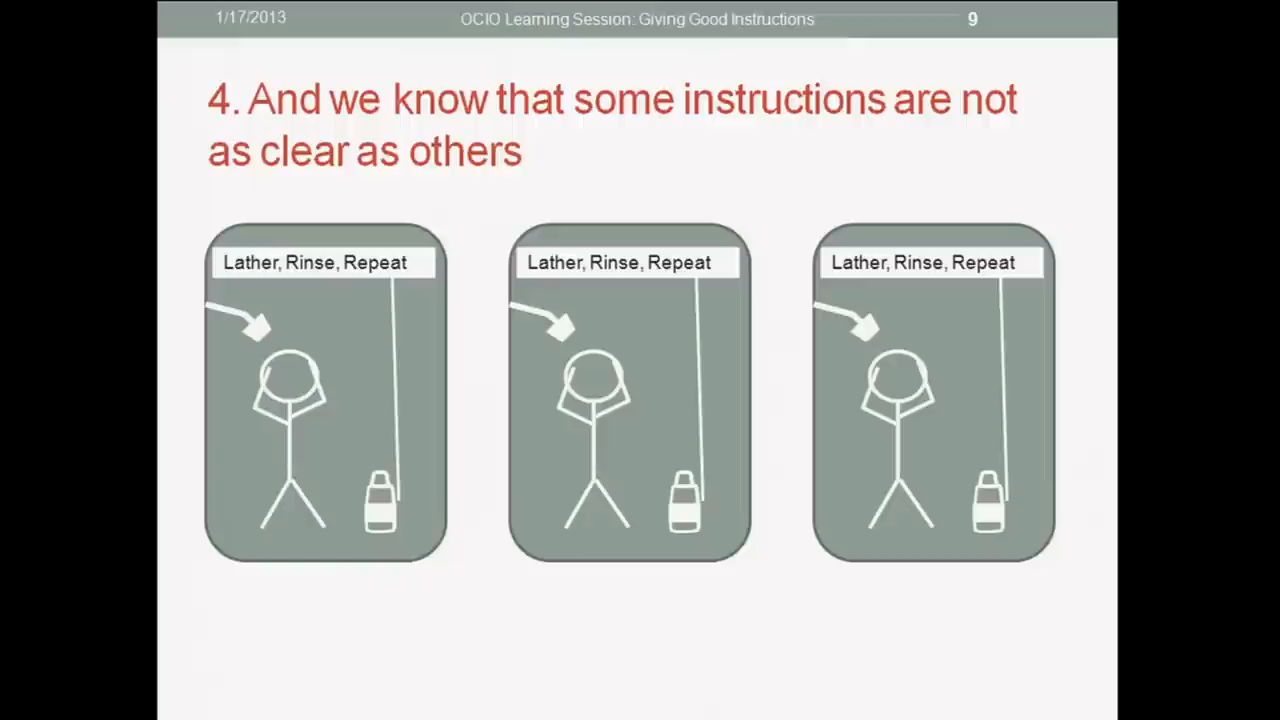 1/17/2013
OCIO Learning Session: Giving Good Instructions
9
4. And we know that some instructions are not
as clear as others
Lather, Rinse, Repeat
Lather, Rinse, Repeat
Lather, Rinse, Repeat